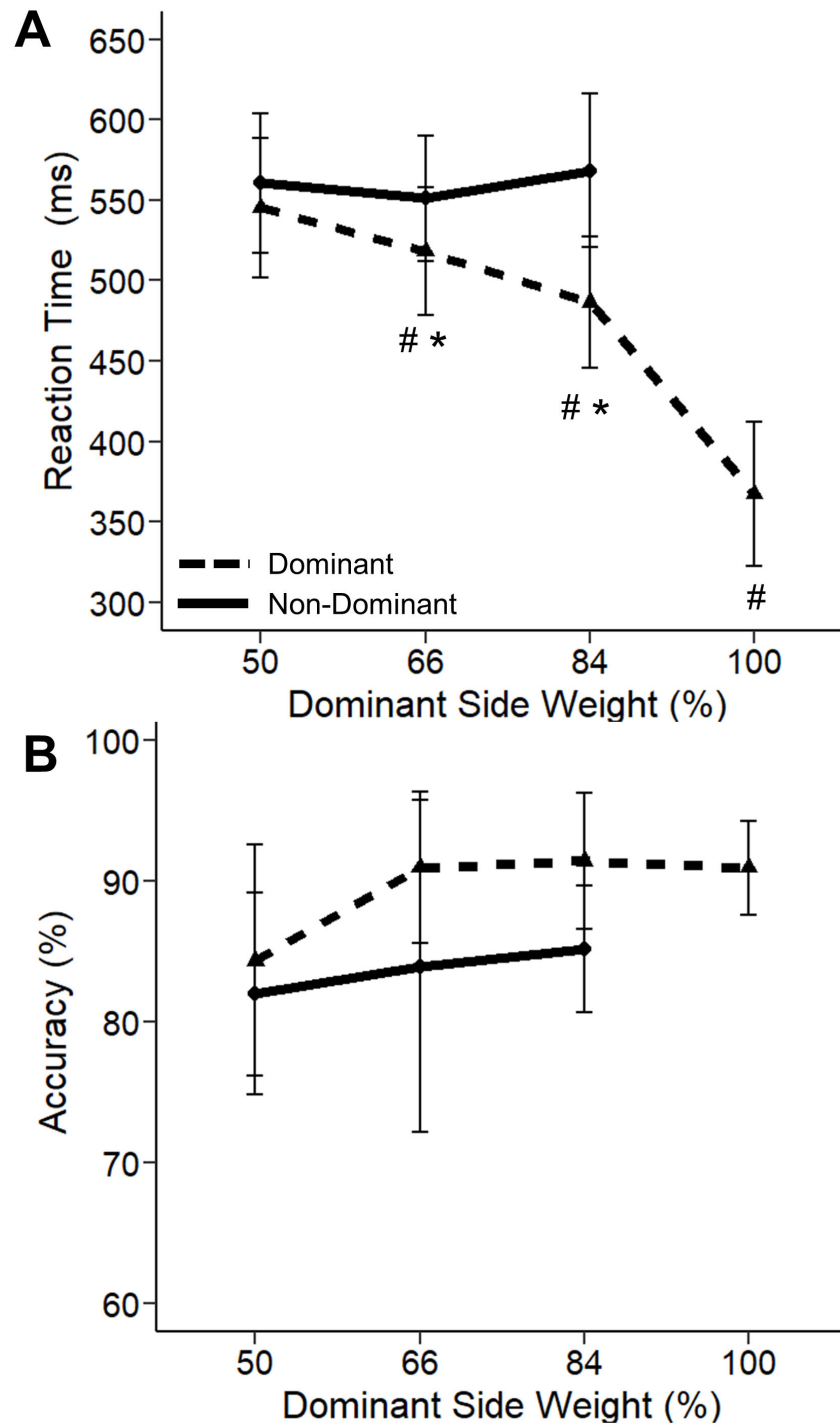 A
650
600
550
500
450
400
350
300
Reaction Time (ms)
# *
# *
#
Dominant
Non-Dominant
50 66 84 100
Dominant Side Weight (%)
B
100
90
80
70
60
Accuracy (%)
50 66 84 100
Dominant Side Weight (%)